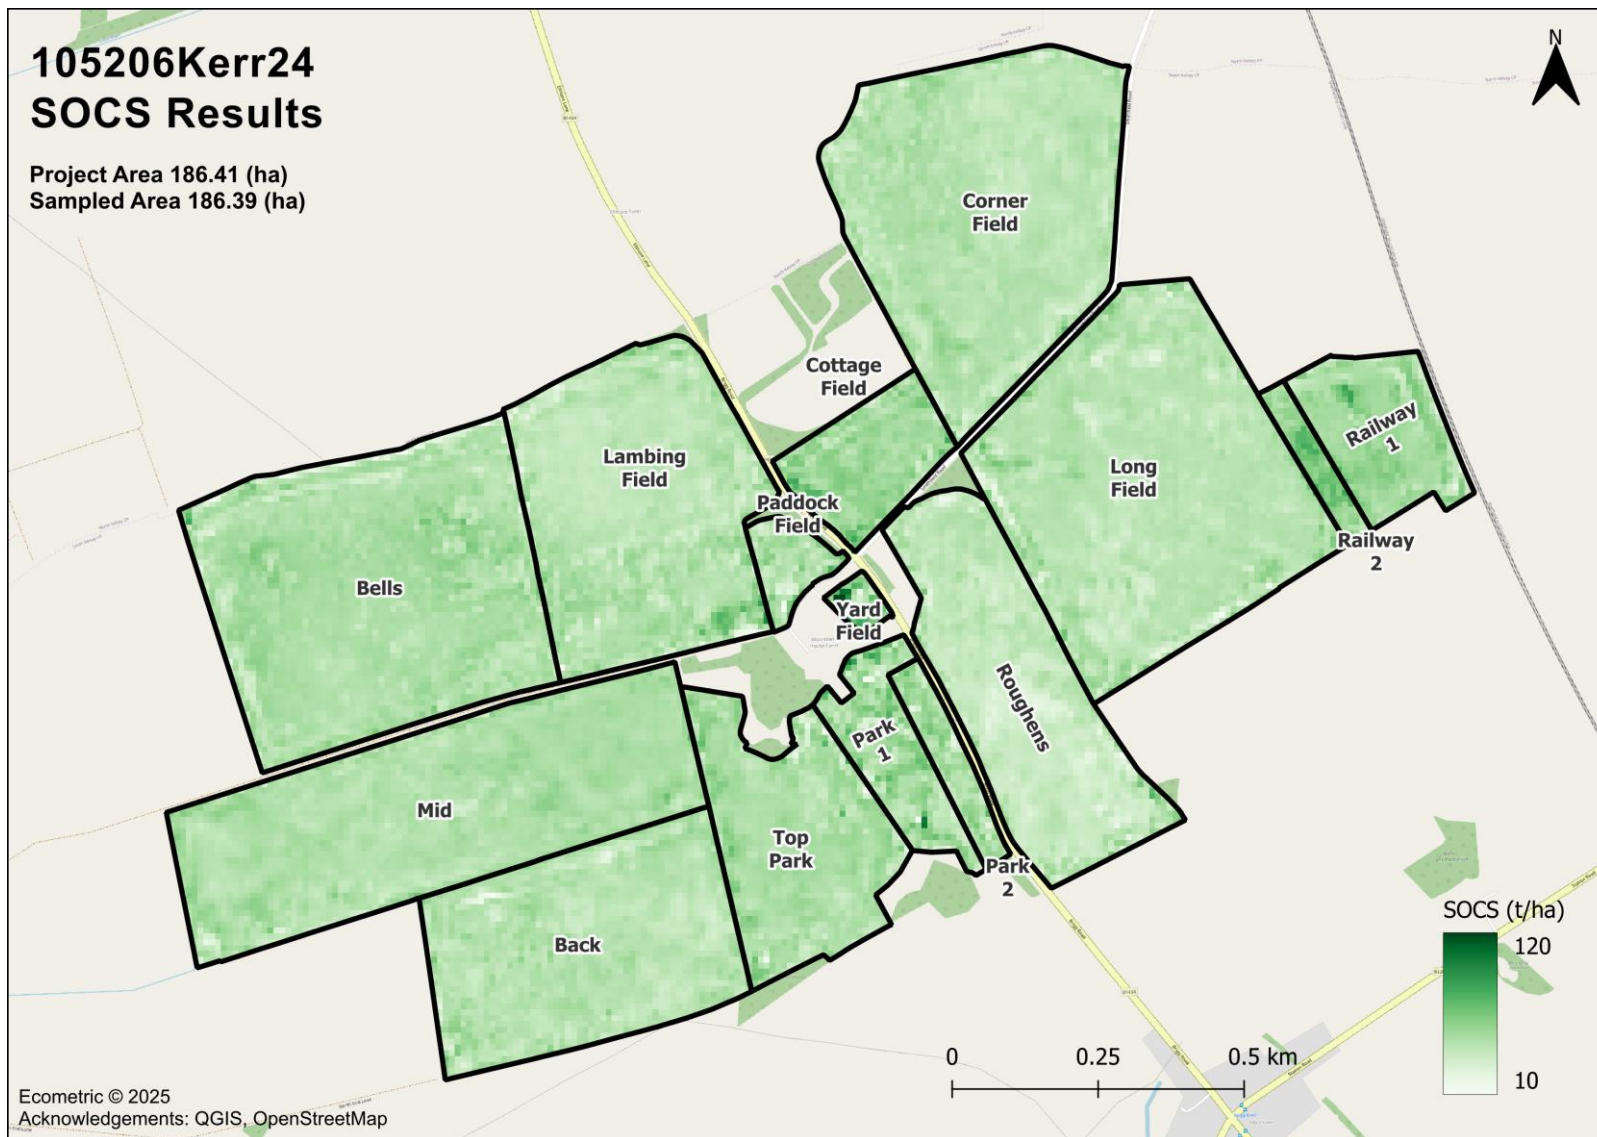 105206Kerr24
SOCS Results
Project Area 186.41 (ha)
Sampled Area 186.39 (ha)
N
Corner
Field
Cottage
Field
Lambing
Field
Long
Field
Railway
1
Paddock
Field
Railway
2
Bells
Yard
Field
Roughens
Park
1
Mid
Top
Park
Park
2
Back
SOCS (t/ha)
120
10
0
0.25
0.5 km
Ecometric © 2025
Acknowledgements: QGIS, OpenStreetMap